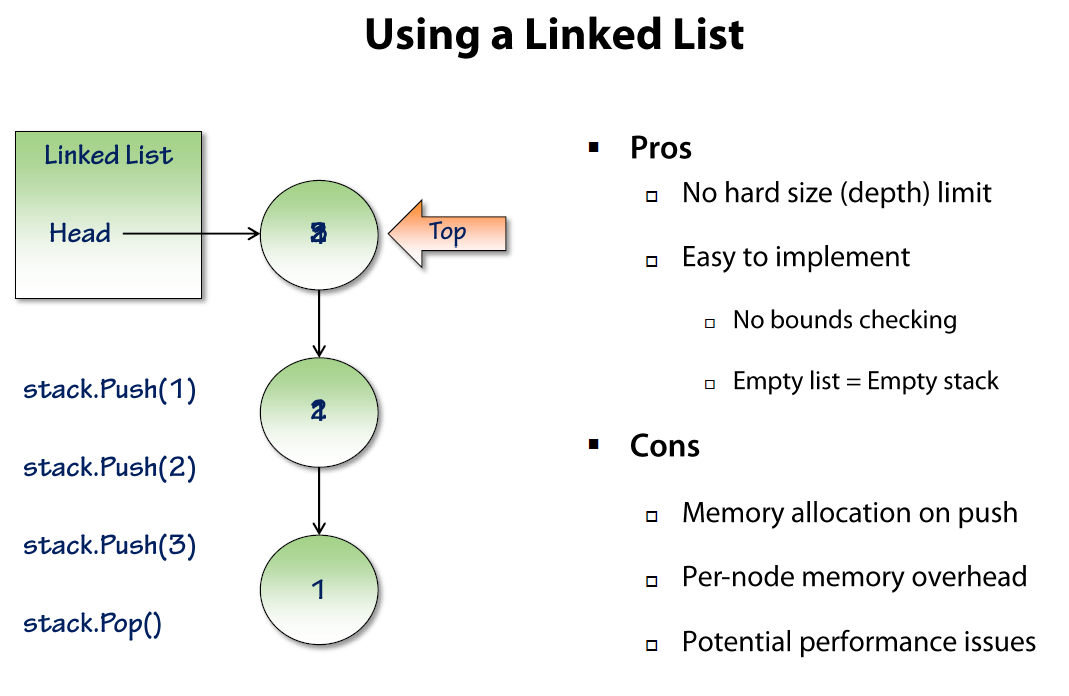 Using a Linked List
Linked List
Head
Top
1
stack.Push(1)
stack.Push(2)
stack.Push(3)
stack.Pop()
Pros
No hard size (depth) limit
Easy to implement
No bounds checking
Empty list = Empty stack
Cons
Memory allocation on push
Per-node memory overhead
Potential performance issues